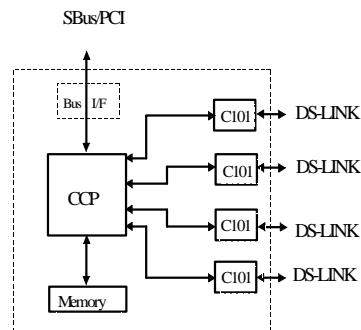 SBus/PCI
Bus I/F
C101 DS-LINK
C101 DS-LINK
CCP
C101 DS-LINK
C101 DS-LINK
Memory